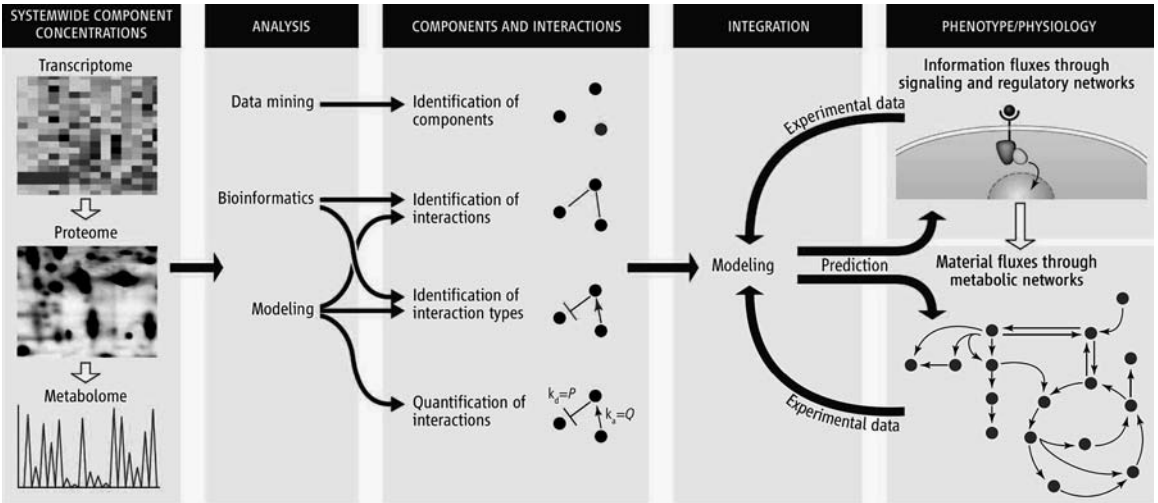 SYSTEMWIDE COMPONENT
CONCENTRATIONS
Transcriptome
Proteome
Metabolome
ANALYSIS
Data mining
Bioinformatics
Modeling
COMPONENTS AND INTERACTIONS
Identification of
components
Identification of
interactions
Identification of
interaction types
Quantification of
interactions
kd=P
ka=Q
INTEGRATION
Experimental data
Modeling
Prediction
Experimental data
PHENOTYPE/PHYSIOLOGY
Information fluxes through
signaling and regulatory networks
Material fluxes through
metabolic networks